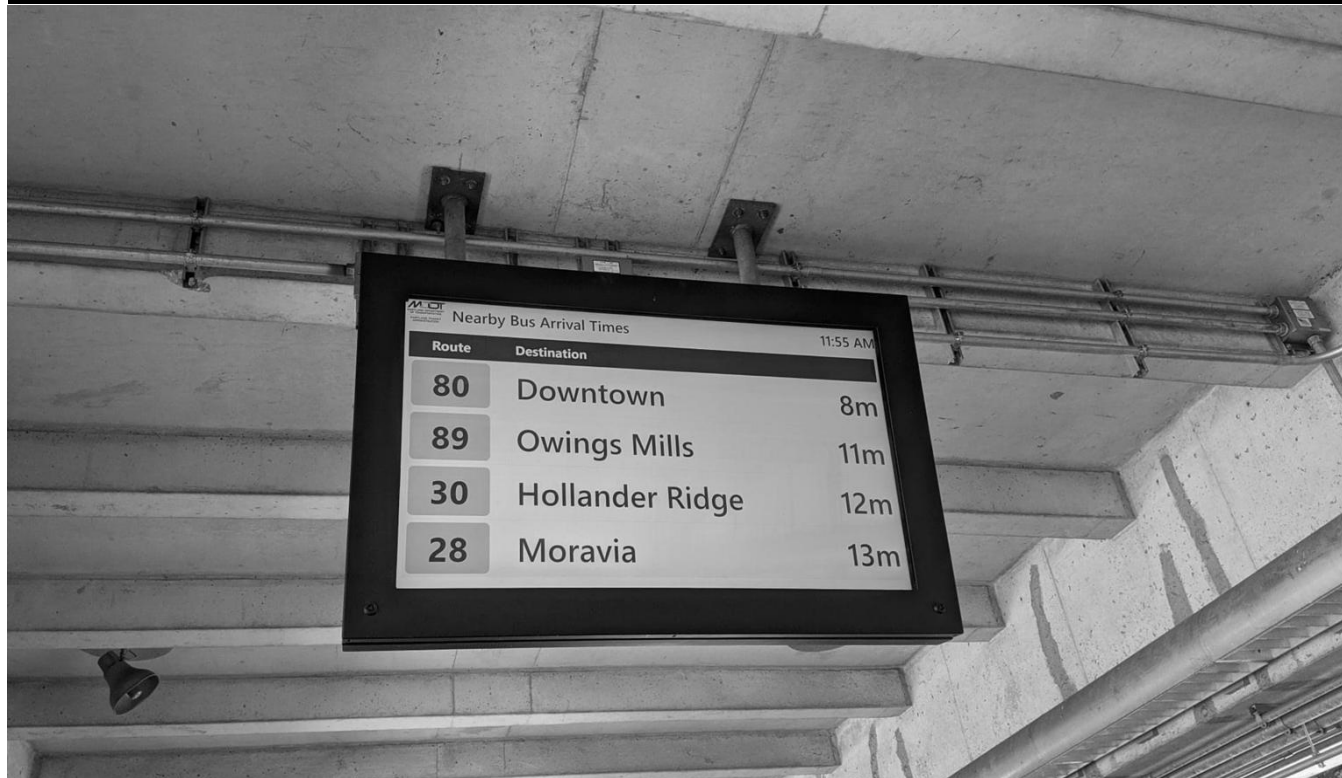 Nearby Bus Arrival Times 11:55 AM
Route Destination
80 Downtown 8m
89 Owings Mills 11m
30 Hollander Ridge 12m
28 Moravia 13m